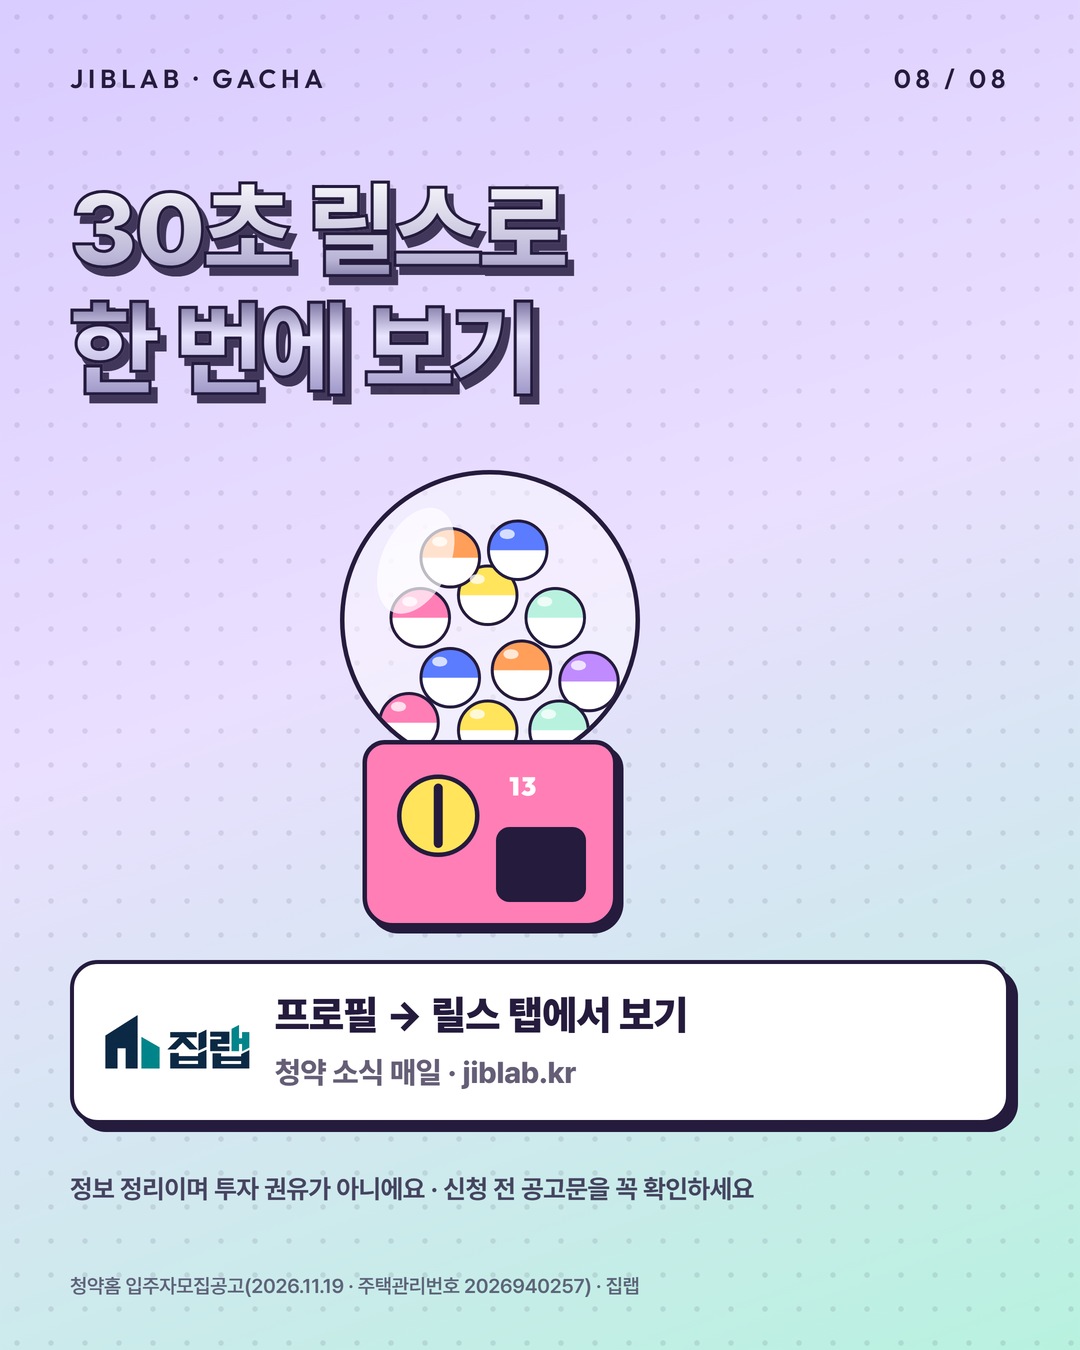 JIBLAB · GACHA
08 / 08
30초 릴스로
한 번에 보기
13
집랩
프로필 → 릴스 탭에서 보기
청약 소식 매일 · jiblab.kr
정보 정리이며 투자 권유가 아니에요 · 신청 전 공고문을 꼭 확인하세요
청약홈 입주자모집공고(2026.11.19 · 주택관리번호 2026940257) · 집랩